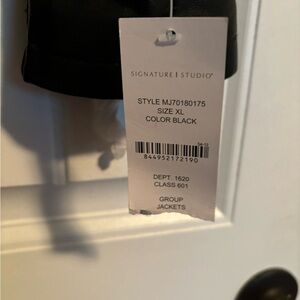 SIGNATURE | STUDIO®
STYLE MJ70180175
SIZE XL
COLOR BLACK
844952172190
DEPT. 1620
CLASS 601
GROUP
JACKETS